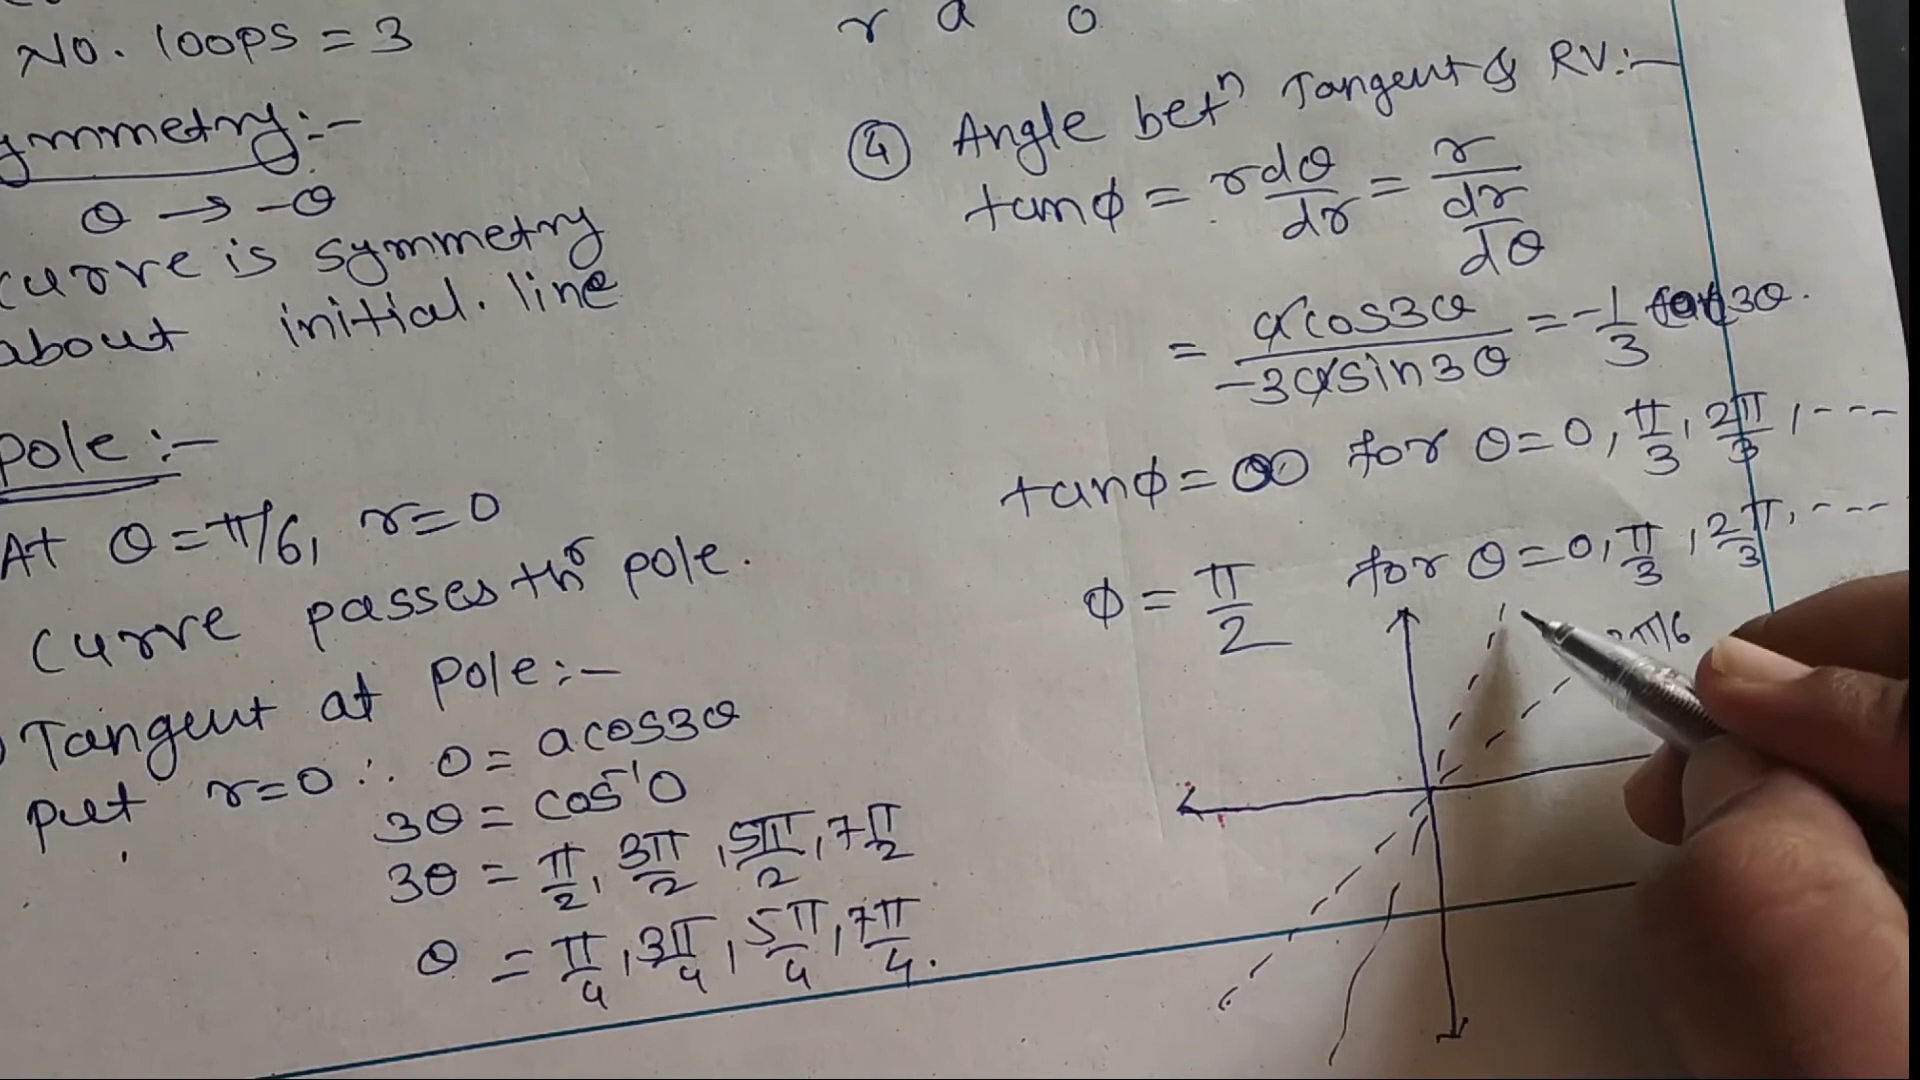 No. loops = 3
ymmetry:-
θ → -θ
curve is symmetry
about initial. line
pole:-
At θ = π/6, r = 0
curve passes thr pole.
Tangent at pole:-
put r = 0 ∴ 0 = a cos3θ
3θ = cos⁻¹0
3θ = π/2, 3π/2, 5π/2, 7π/2
θ = π/4, 3π/4, 5π/4, 7π/4.
r a 0
④ Angle betⁿ Tangent & RV:-
tanϕ = r dθ/dr = r/(dr/dθ)
= a cos3θ / -3a sin3θ = -1/3 cot3θ.
tanϕ = ∞ for θ = 0, π/3, 2π/3, ---
ϕ = π/2 for θ = 0, π/3, 2π/3, ---
π/6